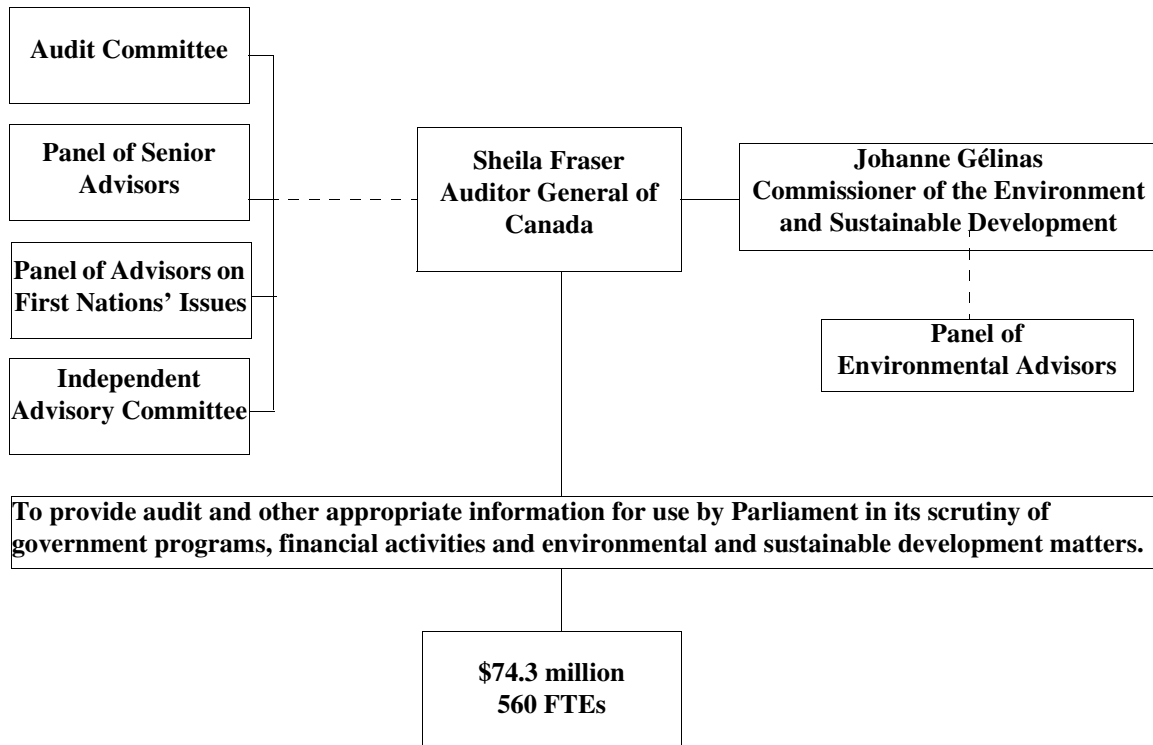 Audit Committee
Panel of Senior
Advisors
Panel of Advisors on
First Nations’ Issues
Independent
Advisory Committee
Sheila Fraser
Auditor General of
Canada
Johanne Gélinas
Commissioner of the Environment
and Sustainable Development
Panel of
Environmental Advisors
To provide audit and other appropriate information for use by Parliament in its scrutiny of
government programs, financial activities and environmental and sustainable development matters.
$74.3 million
560 FTEs